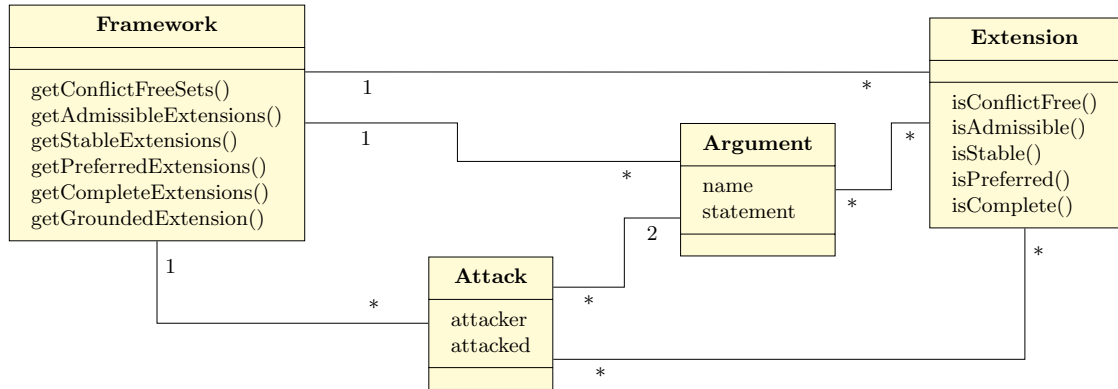 Framework
getConflictFreeSets()
getAdmissibleExtensions()
getStableExtensions()
getPreferredExtensions()
getCompleteExtensions()
getGroundedExtension()
Extension
isConflictFree()
isAdmissible()
isStable()
isPreferred()
isComplete()
Argument
name
statement
Attack
attacker
attacked
1
*
1
*
*
*
2
*
1
*
*
*